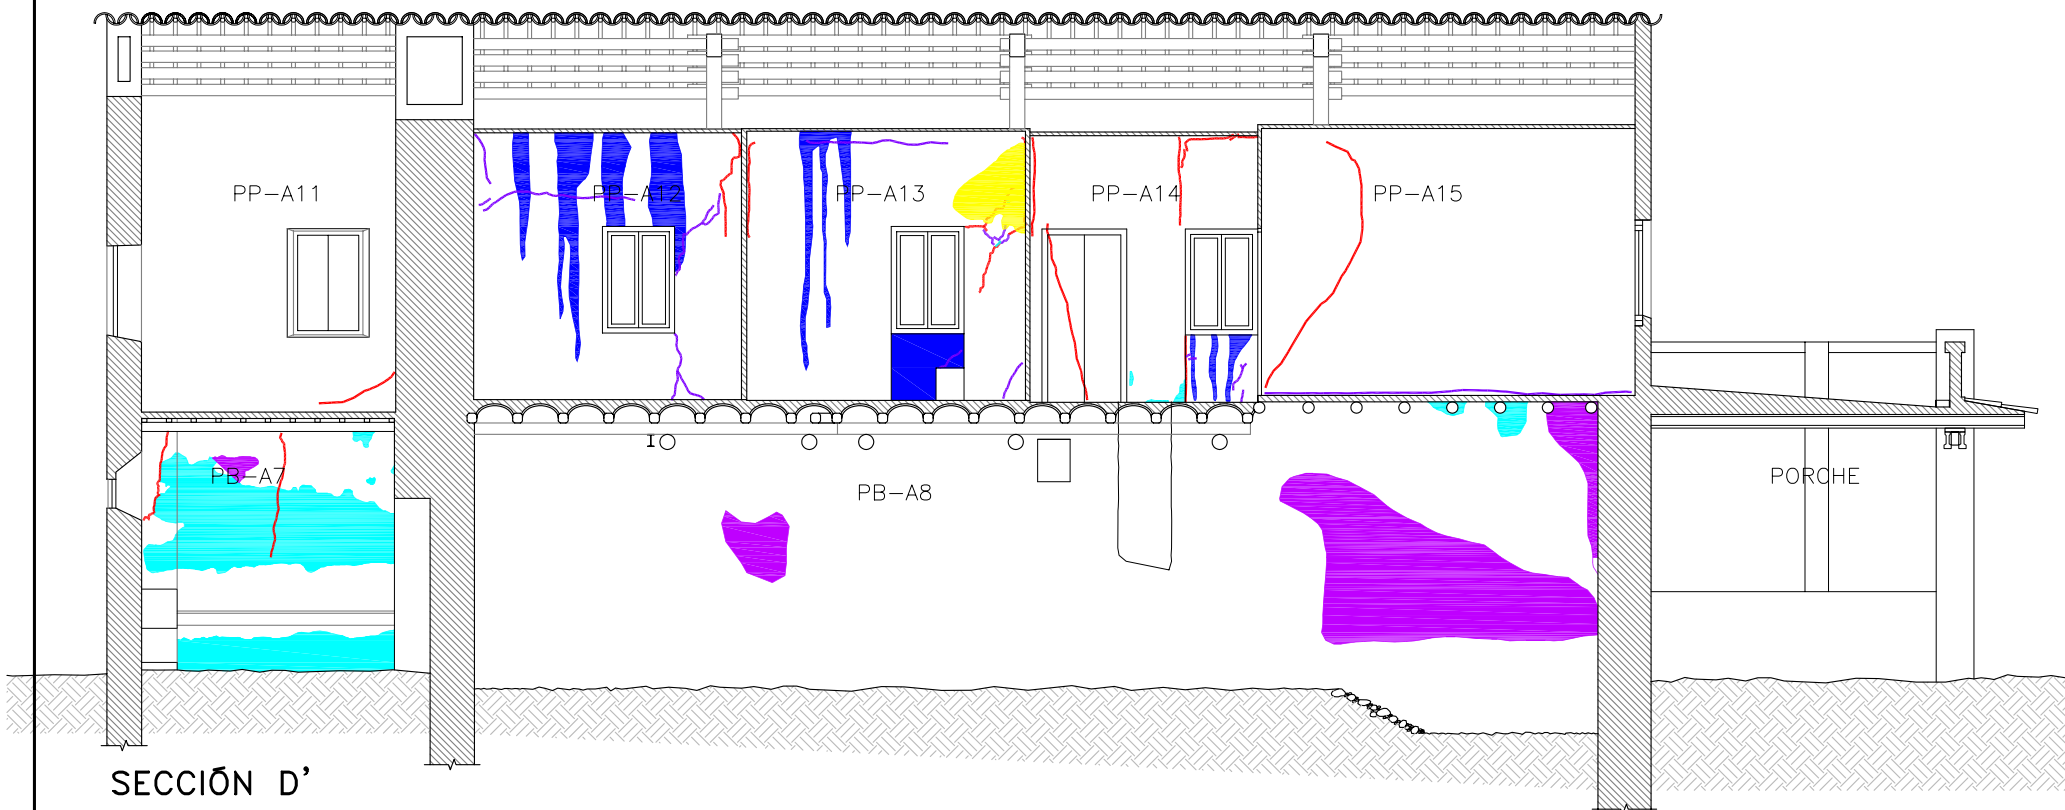 PP-A11
PP-A12
PP-A13
PP-A14
PP-A15
PB-A7
PB-A8
PORCHE
SECCIÓN D'